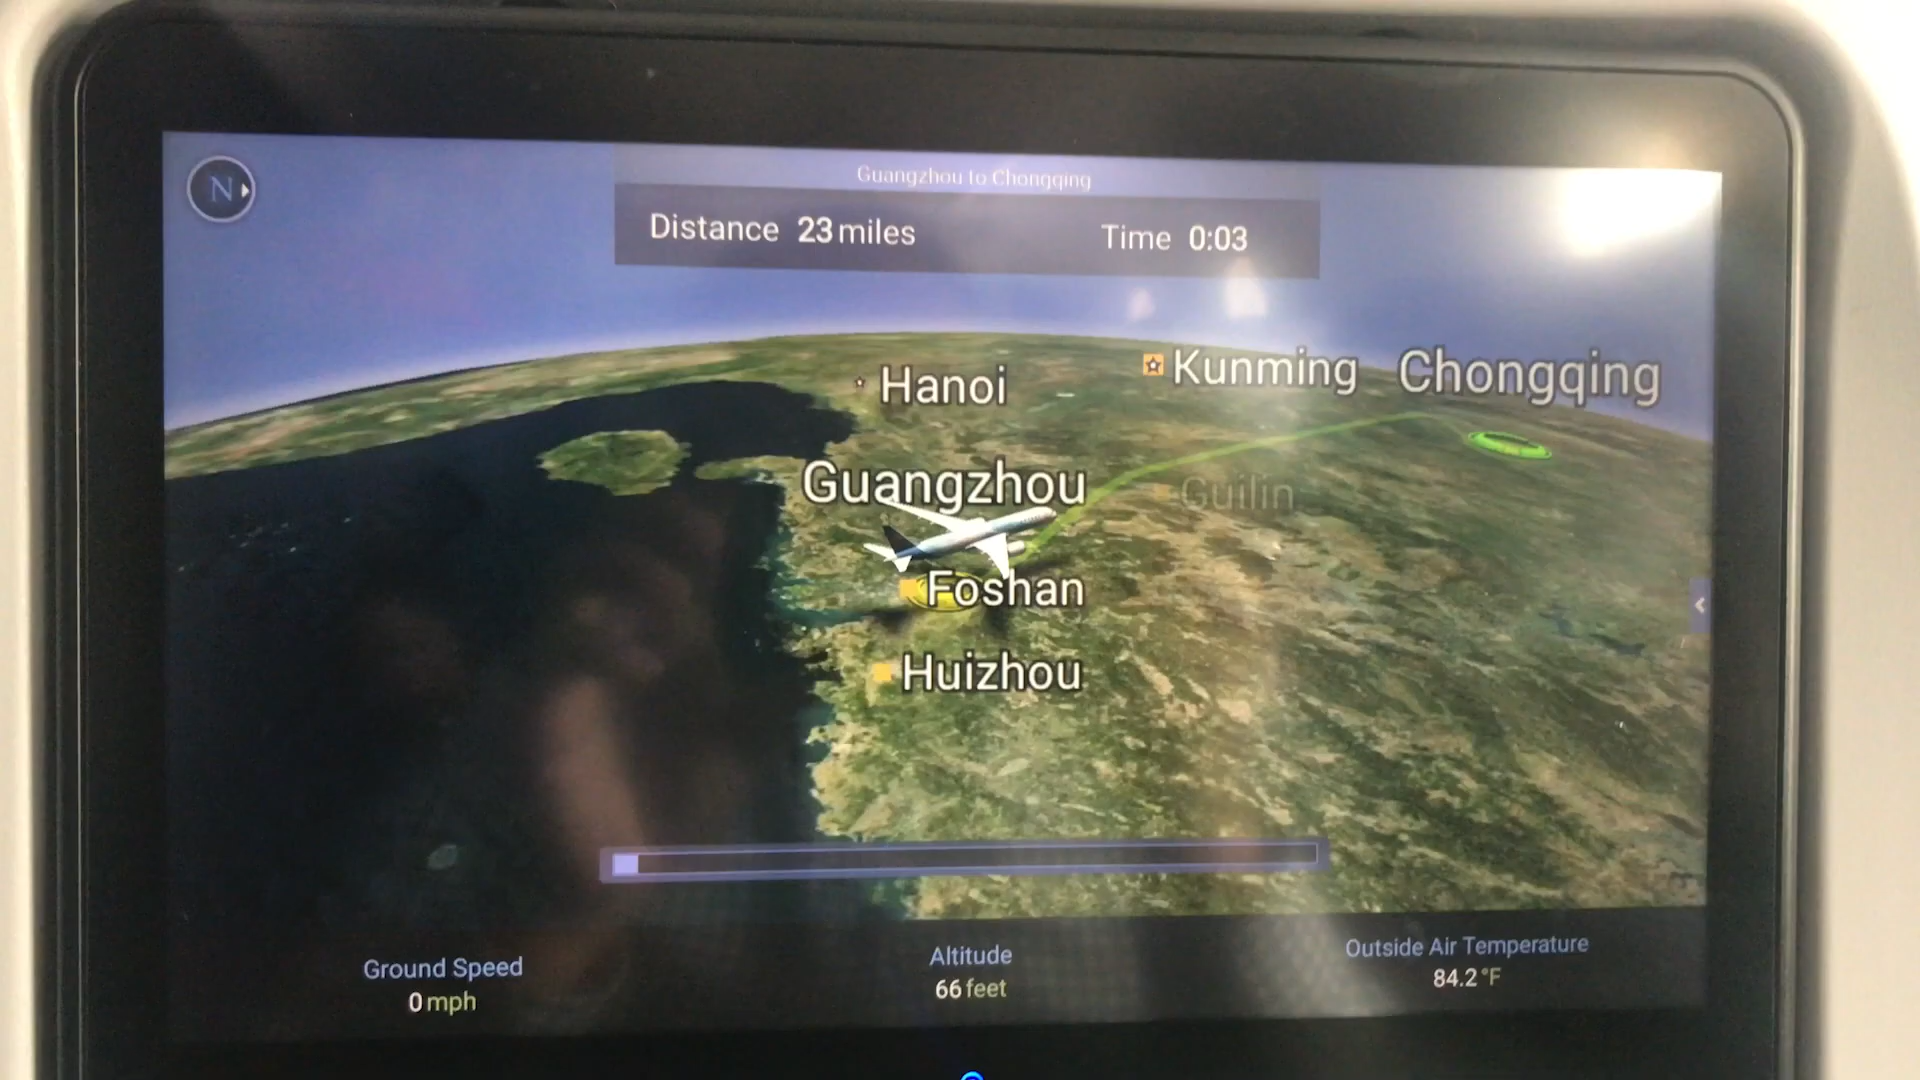 N
Guangzhou to Chongqing
Distance 23 miles Time 0:03
Hanoi
Kunming
Chongqing
Guangzhou
Guilin
Foshan
Huizhou
Ground Speed
0 mph
Altitude
66 feet
Outside Air Temperature
84.2 °F